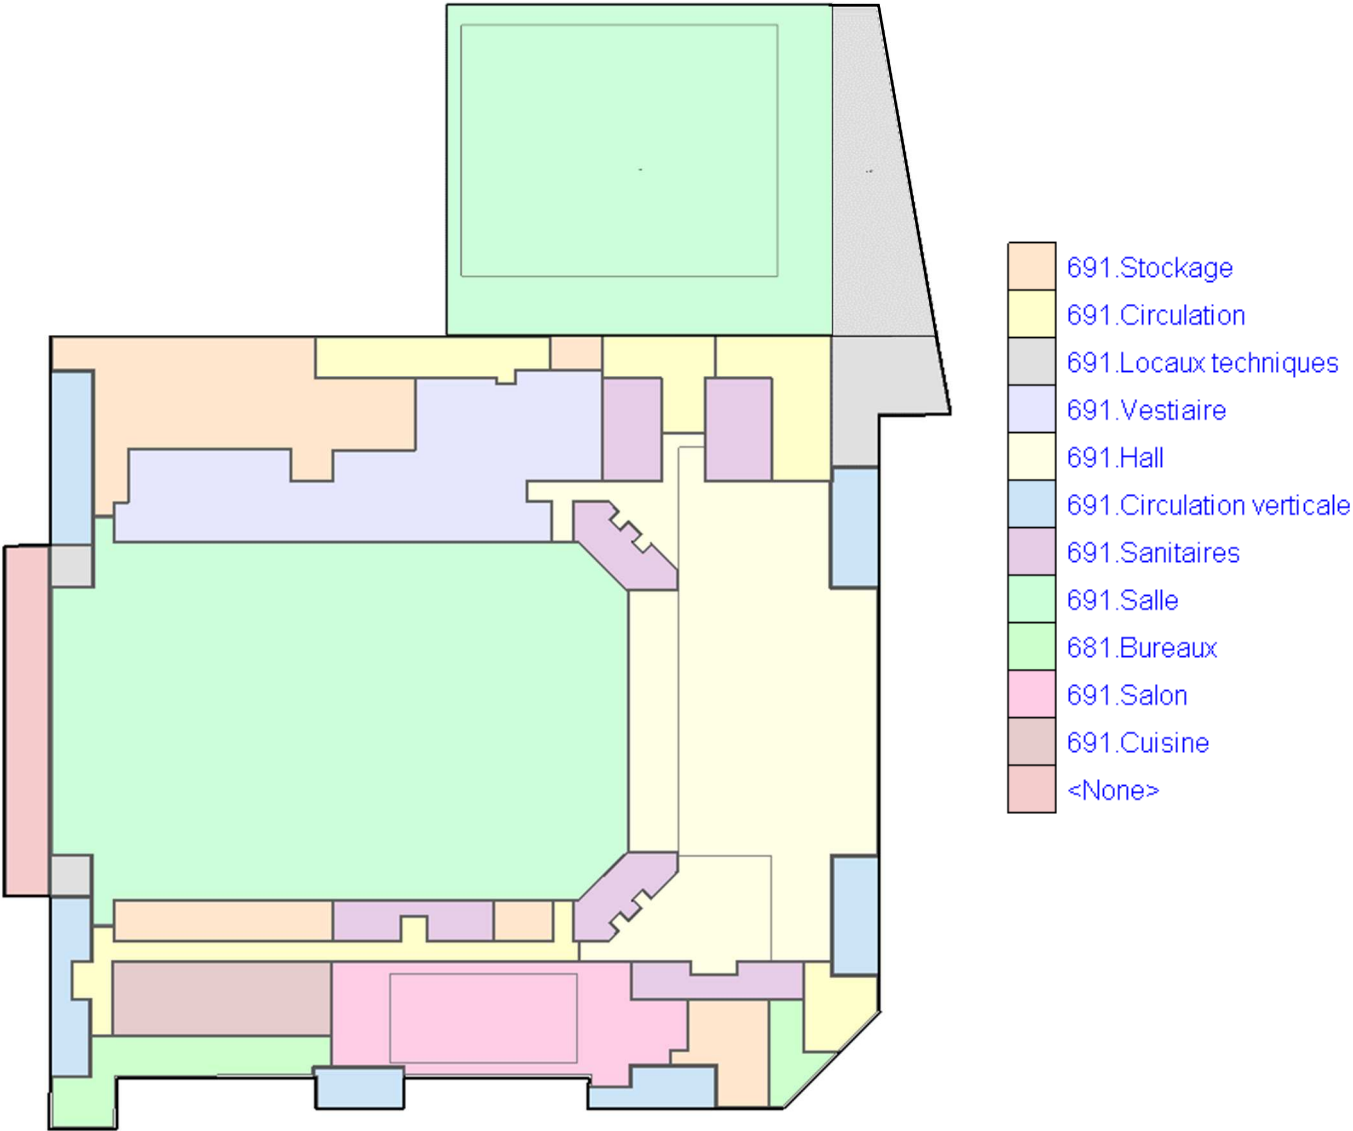 691.Stockage
691.Circulation
691.Locaux techniques
691.Vestiaire
691.Hall
691.Circulation verticale
691.Sanitaires
691.Salle
681.Bureaux
691.Salon
691.Cuisine
<None>